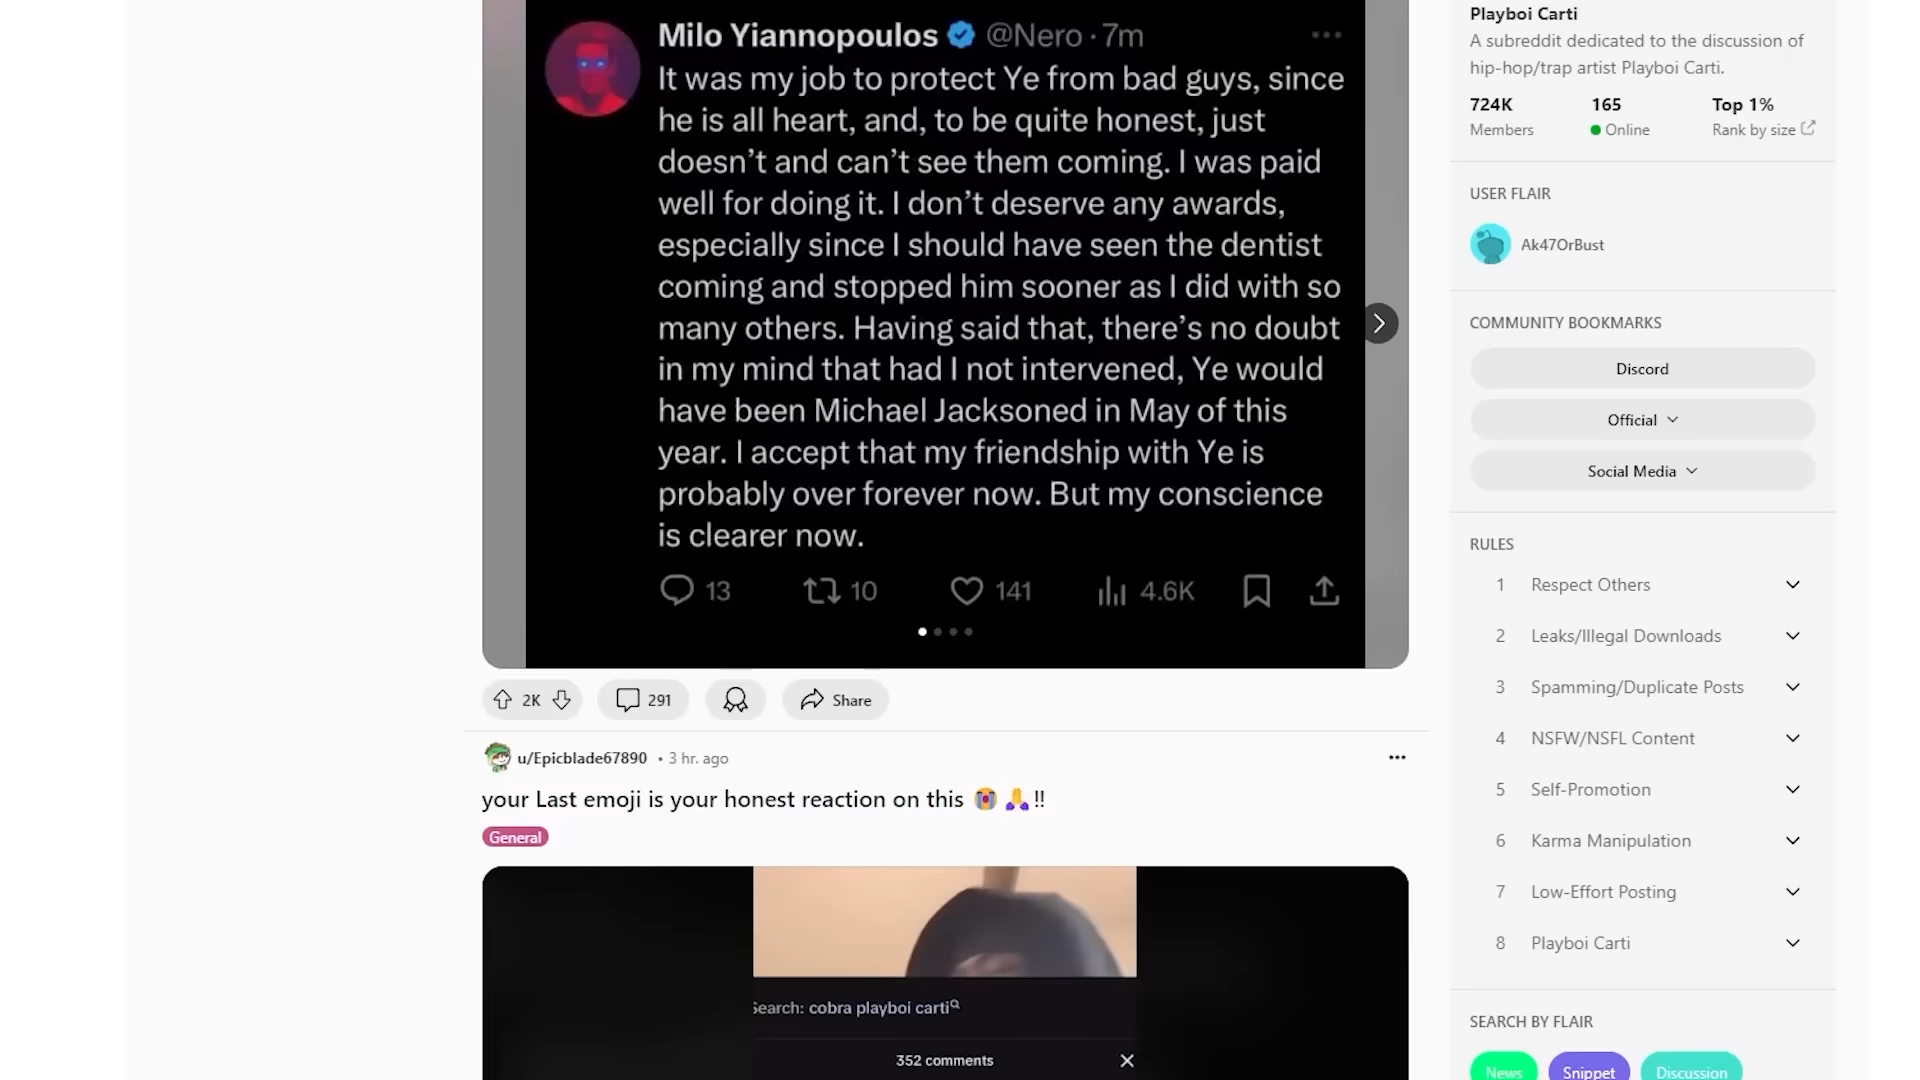 Milo Yiannopoulos @Nero · 7m
It was my job to protect Ye from bad guys, since
he is all heart, and, to be quite honest, just
doesn’t and can’t see them coming. I was paid
well for doing it. I don’t deserve any awards,
especially since I should have seen the dentist
coming and stopped him sooner as I did with so
many others. Having said that, there’s no doubt
in my mind that had I not intervened, Ye would
have been Michael Jacksoned in May of this
year. I accept that my friendship with Ye is
probably over forever now. But my conscience
is clearer now.
13 10 141 4.6K
2K 291 Share
u/Epicblade67890 • 3 hr. ago
your Last emoji is your honest reaction on this 😭 🙏 !!
General
Search: cobra playboi carti
352 comments
Playboi Carti
A subreddit dedicated to the discussion of
hip-hop/trap artist Playboi Carti.
724K 165 Top 1%
Members Online Rank by size
USER FLAIR
Ak47OrBust
COMMUNITY BOOKMARKS
Discord
Official
Social Media
RULES
1 Respect Others
2 Leaks/Illegal Downloads
3 Spamming/Duplicate Posts
4 NSFW/NSFL Content
5 Self-Promotion
6 Karma Manipulation
7 Low-Effort Posting
8 Playboi Carti
SEARCH BY FLAIR
News Snippet Discussion